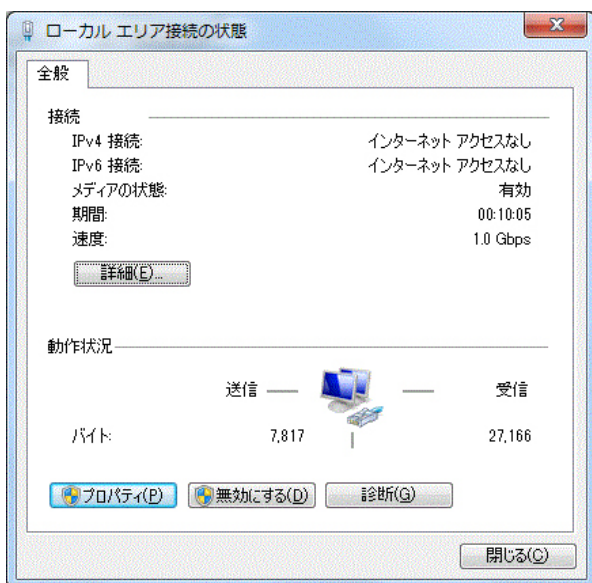 ローカル エリア接続の状態
全般
接続
IPv4 接続: インターネット アクセスなし
IPv6 接続: インターネット アクセスなし
メディアの状態: 有効
期間: 00:10:05
速度: 1.0 Gbps
詳細(E)...
動作状況
送信 受信
バイト: 7,817 27,166
プロパティ(P) 無効にする(D) 診断(G)
閉じる(C)